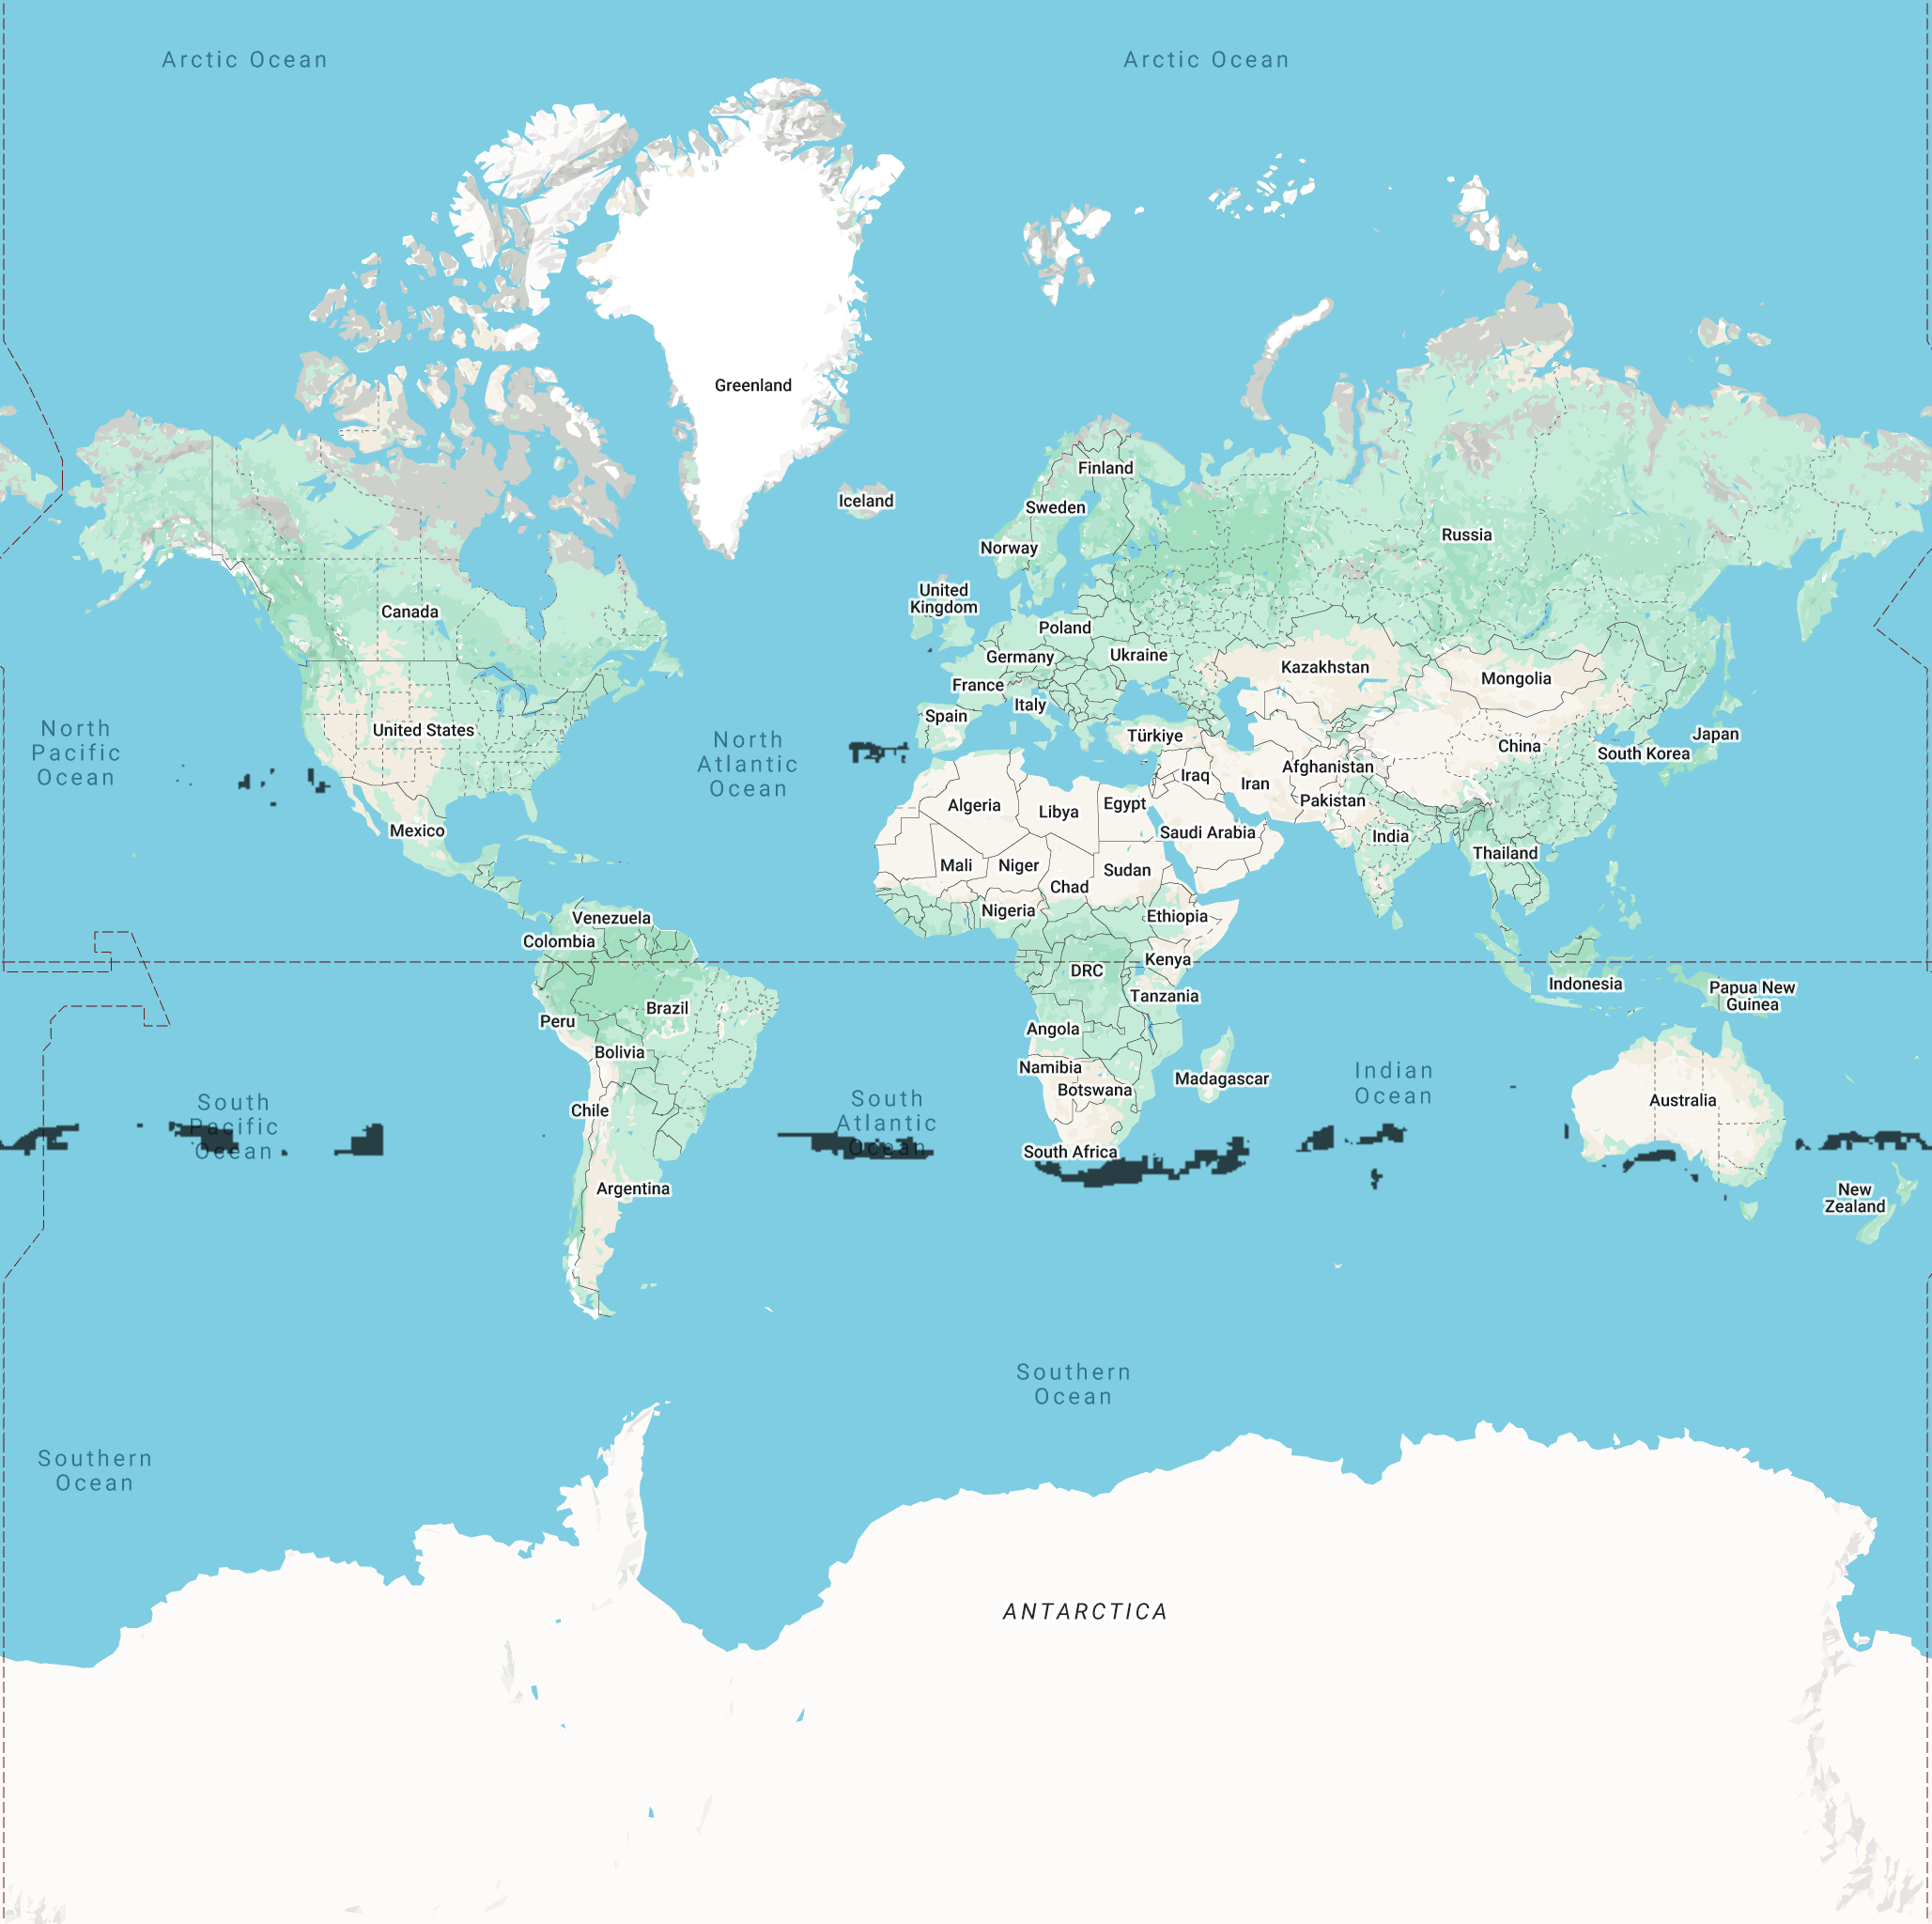 Arctic Ocean
Arctic Ocean
Greenland
Finland
Iceland
Sweden
Russia
Norway
United
Kingdom
Canada
Poland
Germany
Ukraine
Kazakhstan
Mongolia
France
Italy
Spain
North
Pacific
Ocean
United States
North
Atlantic
Ocean
Türkiye
China
Japan
South Korea
Afghanistan
Iraq
Iran
Pakistan
Algeria
Libya
Egypt
Mexico
Saudi Arabia
India
Mali
Niger
Chad
Sudan
Thailand
Venezuela
Nigeria
Ethiopia
Colombia
DRC
Kenya
Indonesia
Papua New
Guinea
Brazil
Tanzania
Peru
Angola
Bolivia
Namibia
Botswana
Madagascar
Indian
Ocean
Australia
Chile
South
Pacific
Ocean
South
Atlantic
Ocean
South Africa
Argentina
New
Zealand
Southern
Ocean
Southern
Ocean
ANTARCTICA